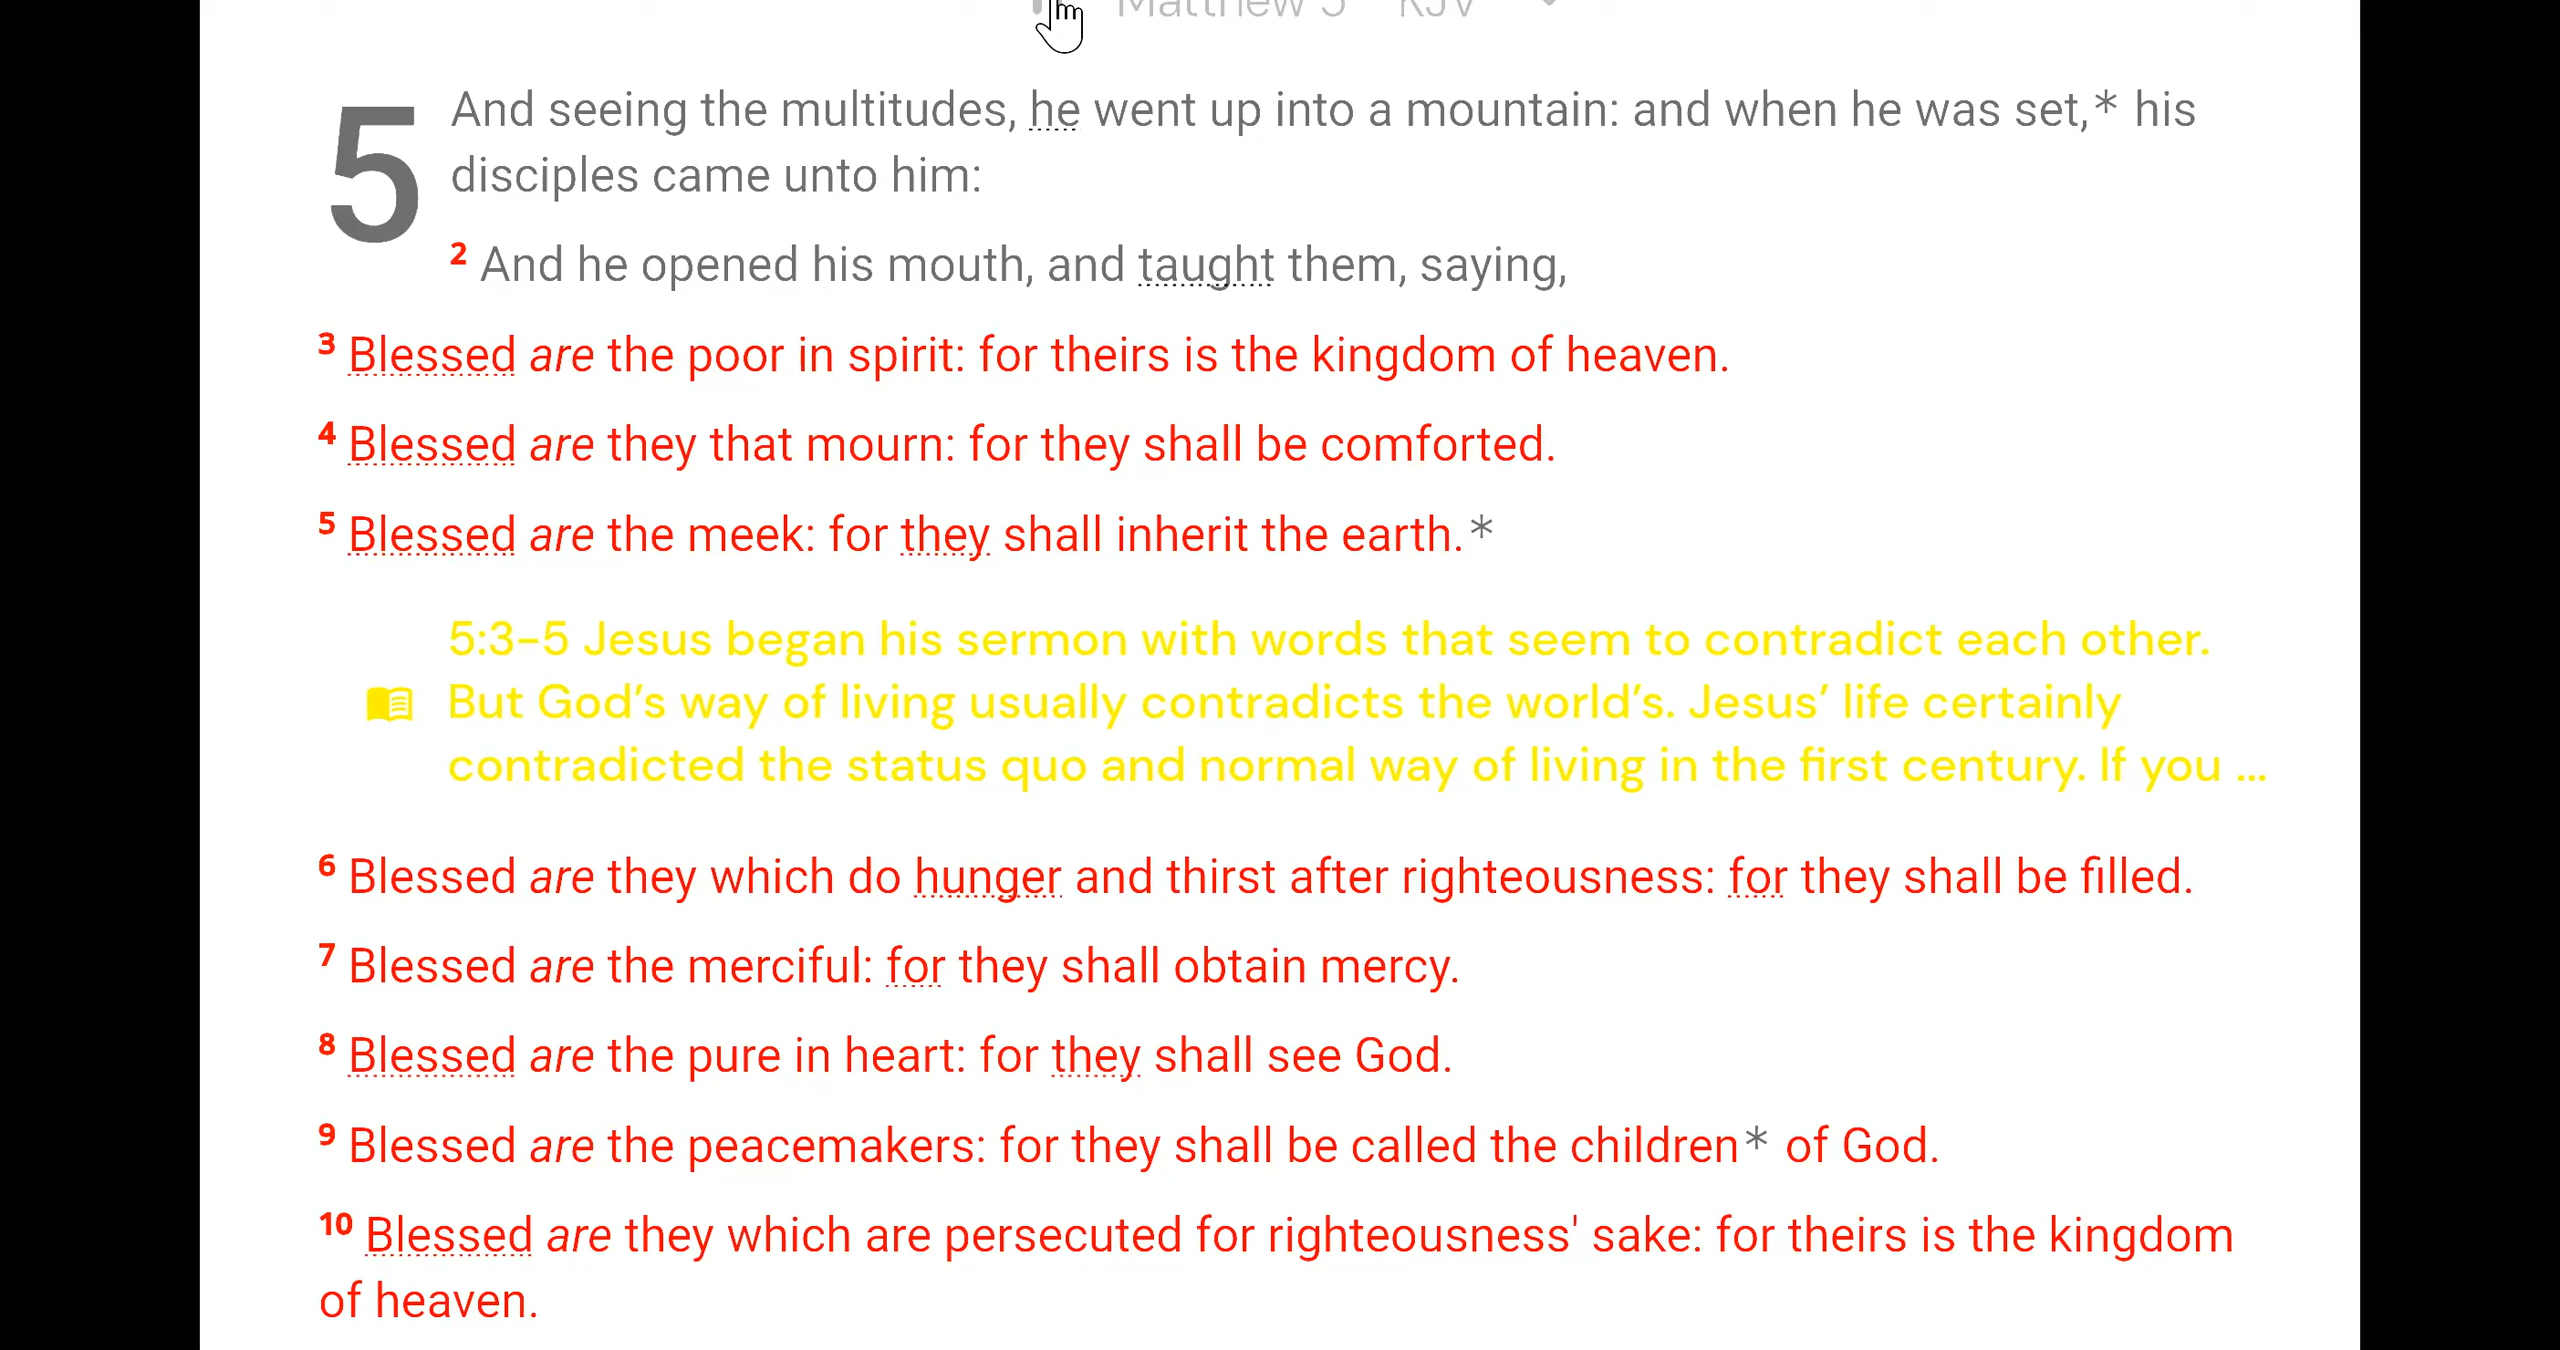 Matthew 5 KJV
5 And seeing the multitudes, he went up into a mountain: and when he was set,* his
disciples came unto him:
2 And he opened his mouth, and taught them, saying,
3 Blessed are the poor in spirit: for theirs is the kingdom of heaven.
4 Blessed are they that mourn: for they shall be comforted.
5 Blessed are the meek: for they shall inherit the earth.*
5:3–5 Jesus began his sermon with words that seem to contradict each other.
But God’s way of living usually contradicts the world’s. Jesus’ life certainly
contradicted the status quo and normal way of living in the first century. If you ...
6 Blessed are they which do hunger and thirst after righteousness: for they shall be filled.
7 Blessed are the merciful: for they shall obtain mercy.
8 Blessed are the pure in heart: for they shall see God.
9 Blessed are the peacemakers: for they shall be called the children* of God.
10 Blessed are they which are persecuted for righteousness' sake: for theirs is the kingdom
of heaven.